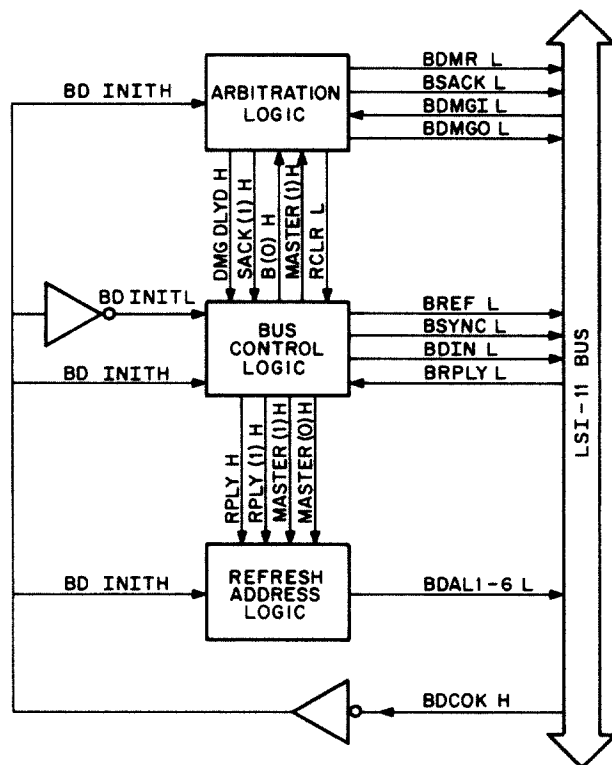 BD INITH
ARBITRATION
LOGIC
BDMR L
BSACK L
BDMGI L
BDMGO L
DMG DLYD H
SACK (1) H
B (0) H
MASTER (1) H
RCLR L
BD INITL
BUS
CONTROL
LOGIC
BREF L
BSYNC L
BDIN L
BRPLY L
BD INITH
LSI-11 BUS
RPLY H
RPLY (1) H
MASTER (1) H
MASTER (0) H
BD INITH
REFRESH
ADDRESS
LOGIC
BDAL1-6 L
BDCOK H